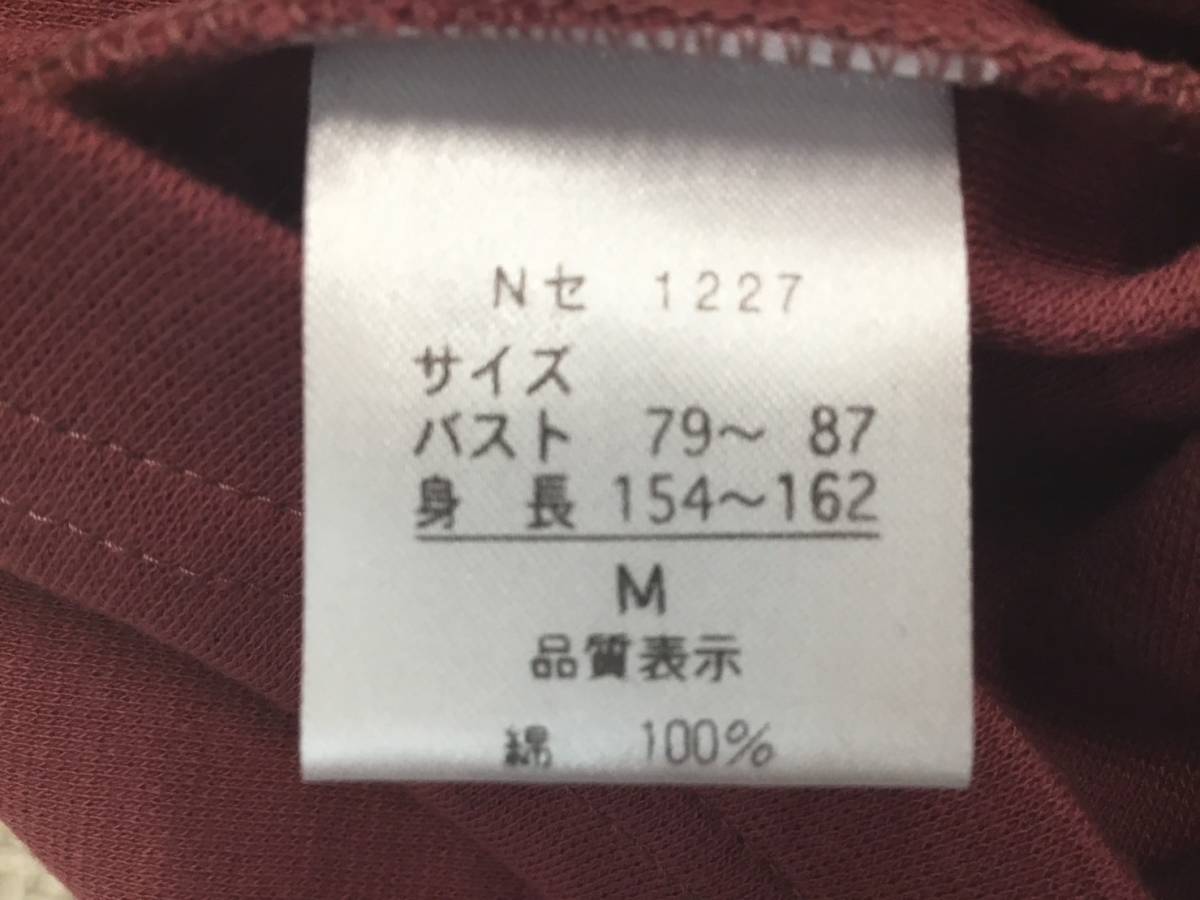 Nセ 1227
サイズ
バスト 79〜 87
身 長 154〜162
M
品質表示
綿 100%